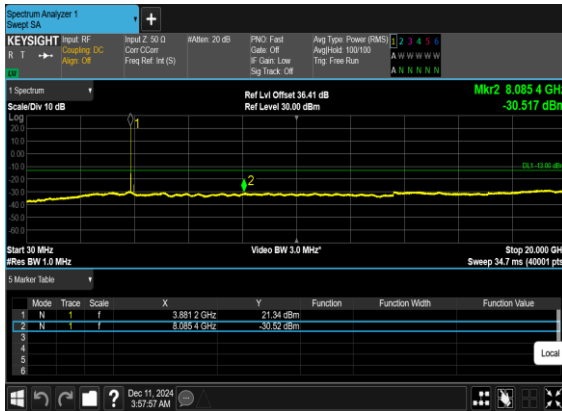 Spectrum Analyzer 1
Swept SA
+
KEYSIGHT
R T
LXI
Input: RF
Coupling: DC
Align: Off
Input Z: 50 Ω
Corr CCorr
Freq Ref: Int (S)
#Atten: 20 dB
PNO: Fast
Gate: Off
IF Gain: Low
Sig Track: Off
Avg Type: Power (RMS)
Avg|Hold: 100/100
Trig: Free Run
1 2 3 4 5 6
A W W W W W
A N N N N N
1 Spectrum
Scale/Div 10 dB
Ref Lvl Offset 36.41 dB
Ref Level 30.00 dBm
Mkr2 8.085 4 GHz
-30.517 dBm
Log
20.0
10.0
0.00
-10.0
-20.0
-30.0
-40.0
-50.0
-60.0
1
2
DL1 -13.00 dBm
Start 30 MHz
#Res BW 1.0 MHz
Video BW 3.0 MHz*
Stop 20.000 GHz
Sweep 34.7 ms (40001 pts)
5 Marker Table
Mode Trace Scale X Y Function Function Width Function Value
1 N 1 f 3.881 2 GHz 21.34 dBm
2 N 1 f 8.085 4 GHz -30.52 dBm
3
4
5
6
Local
?
Dec 11, 2024
3:57:57 AM